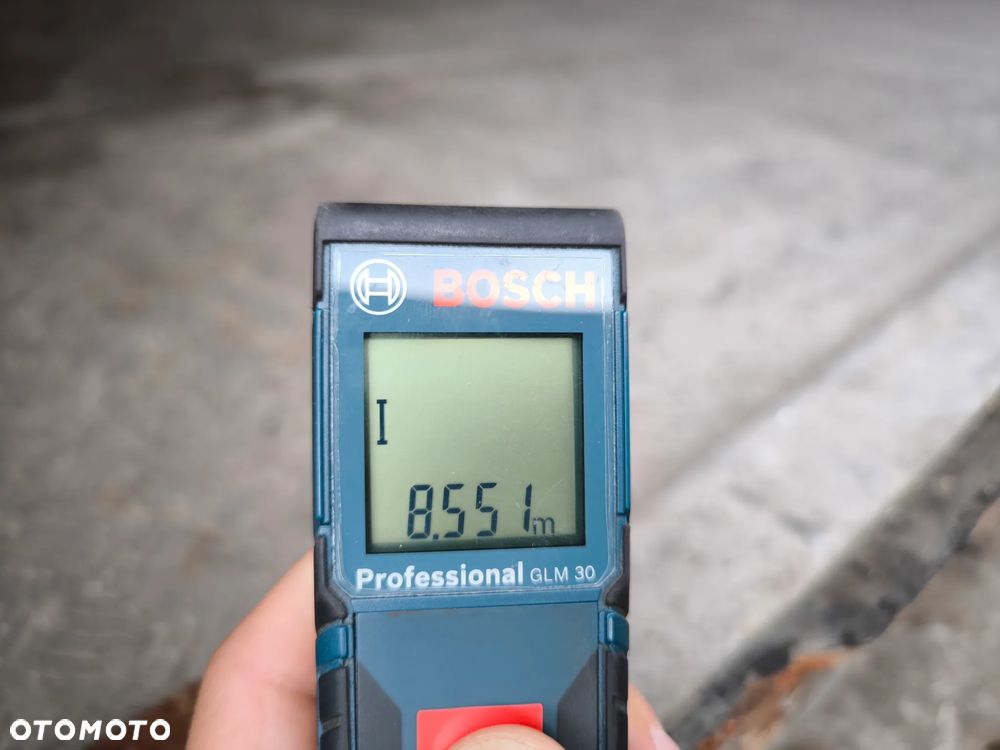 BOSCH
8.551m
Professional GLM 30
OTOMOTO